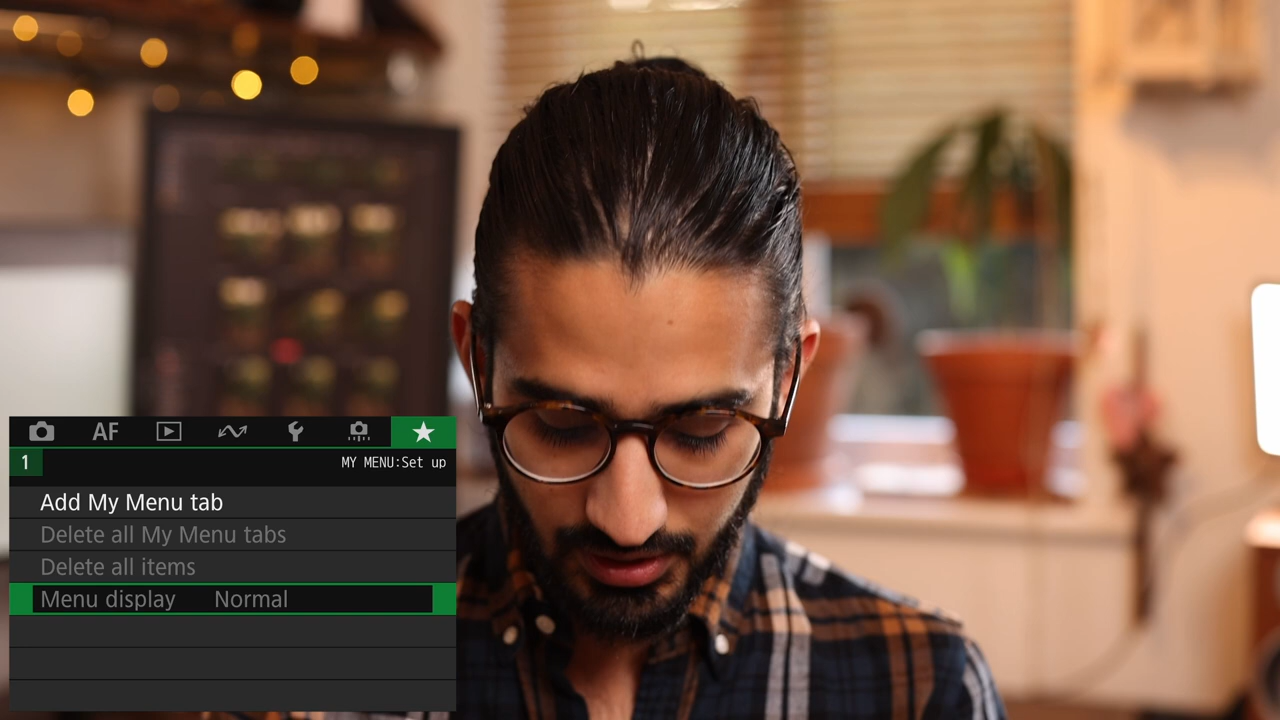 AF
1
MY MENU:Set up
Add My Menu tab
Delete all My Menu tabs
Delete all items
Menu display Normal